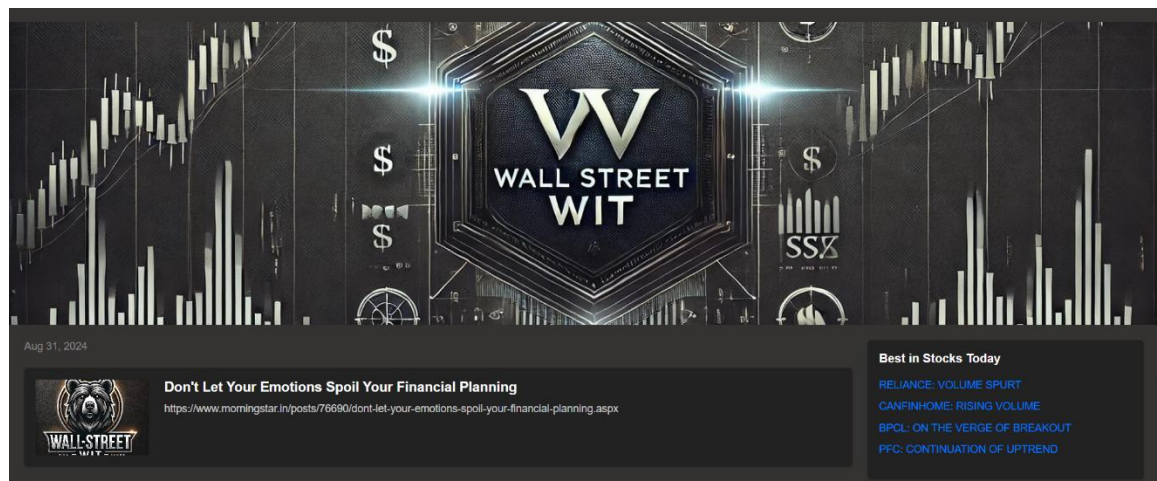 $
$
$
$
W
WALL STREET
WIT
SSX
Aug 31, 2024
WALL-STREET
WIT
Don't Let Your Emotions Spoil Your Financial Planning
https://www.morningstar.in/posts/76690/dont-let-your-emotions-spoil-your-financial-planning.aspx
Best in Stocks Today
RELIANCE: VOLUME SPURT
CANFINHOME: RISING VOLUME
BPCL: ON THE VERGE OF BREAKOUT
PFC: CONTINUATION OF UPTREND